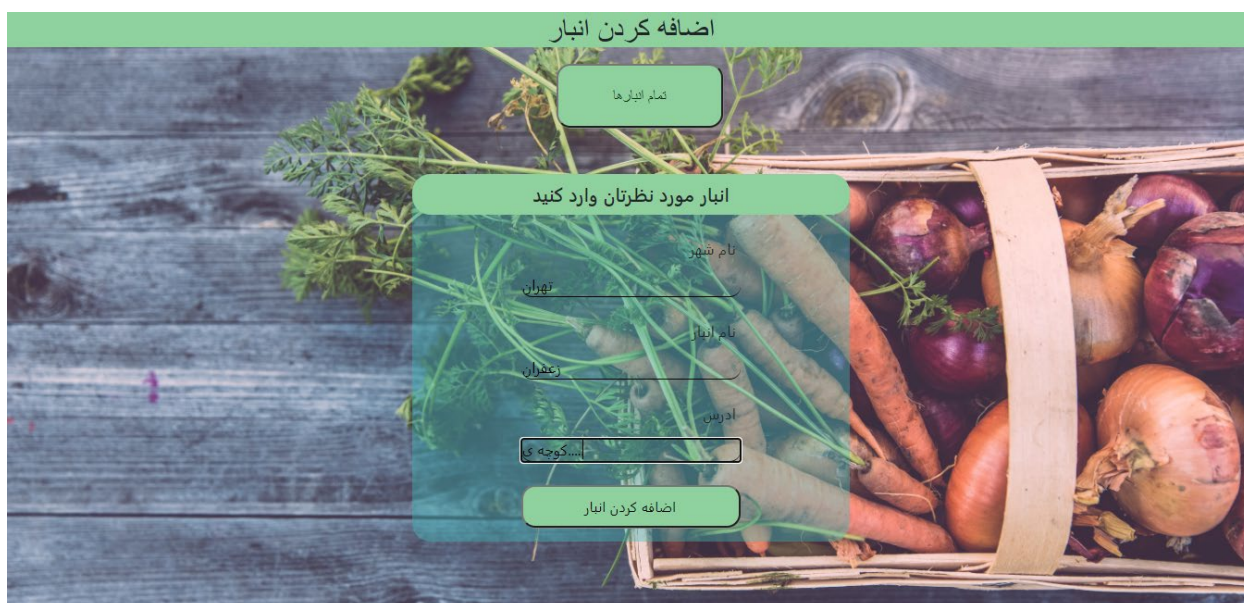 اضافه کردن انبار
تمام انبارها
انبار مورد نظرتان وارد کنید
نام شهر
تهران
نام انبار
زعفران
ادرس
کوچه ی....
اضافه کردن انبار